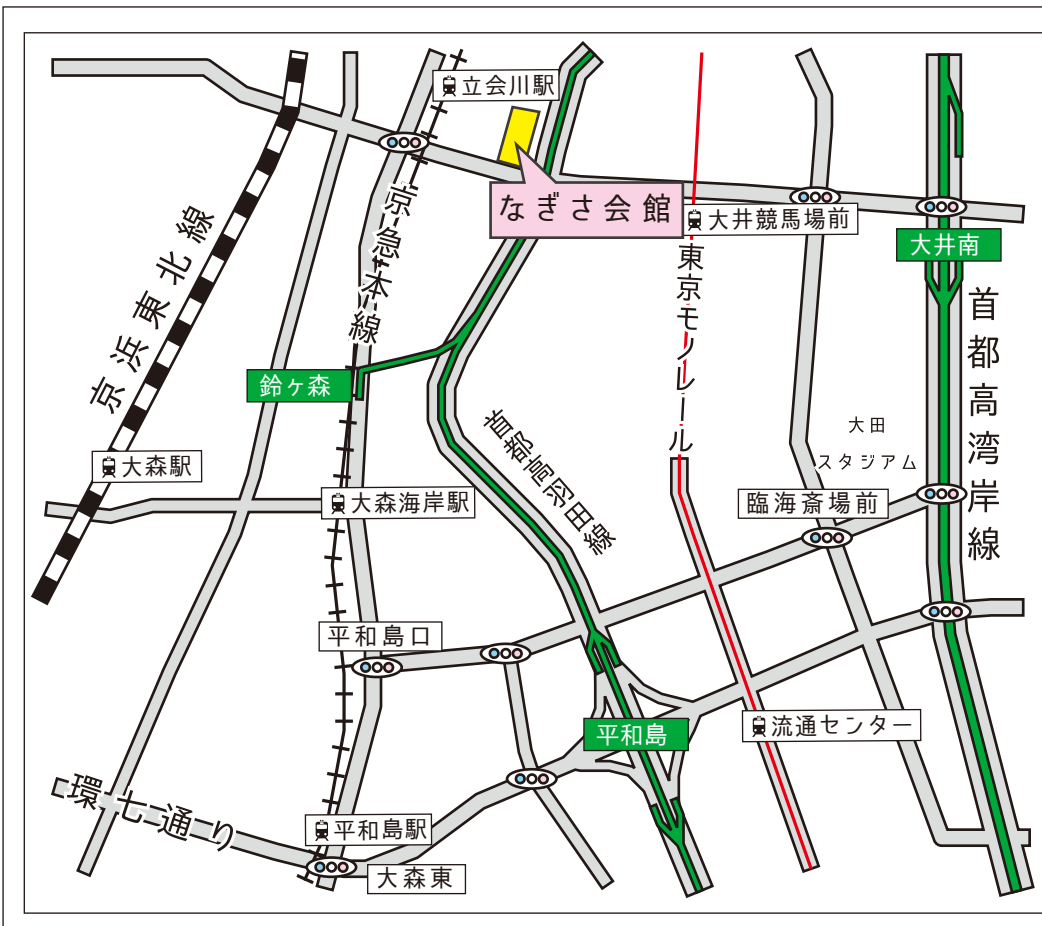 立会川駅
なぎさ会館
大井競馬場前
大井南
京浜東北線
京急本線
東京モノレール
首都高湾岸線
鈴ヶ森
首都高羽田線
大田
スタジアム
大森駅
大森海岸駅
臨海斎場前
平和島口
平和島
流通センター
環七通り
平和島駅
大森東